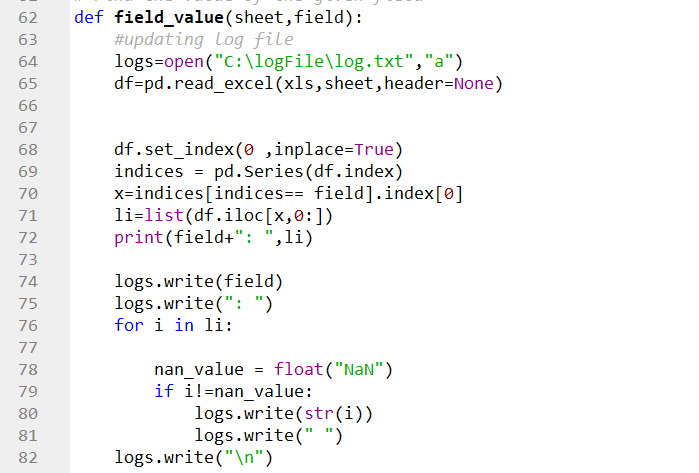 62 def field_value(sheet,field):
63 #updating log file
64 logs=open("C:\logFile\log.txt","a")
65 df=pd.read_excel(xls,sheet,header=None)
66
67
68 df.set_index(0 ,inplace=True)
69 indices = pd.Series(df.index)
70 x=indices[indices== field].index[0]
71 li=list(df.iloc[x,0:])
72 print(field+": ",li)
73
74 logs.write(field)
75 logs.write(": ")
76 for i in li:
77
78 nan_value = float("NaN")
79 if i!=nan_value:
80 logs.write(str(i))
81 logs.write(" ")
82 logs.write("\n")